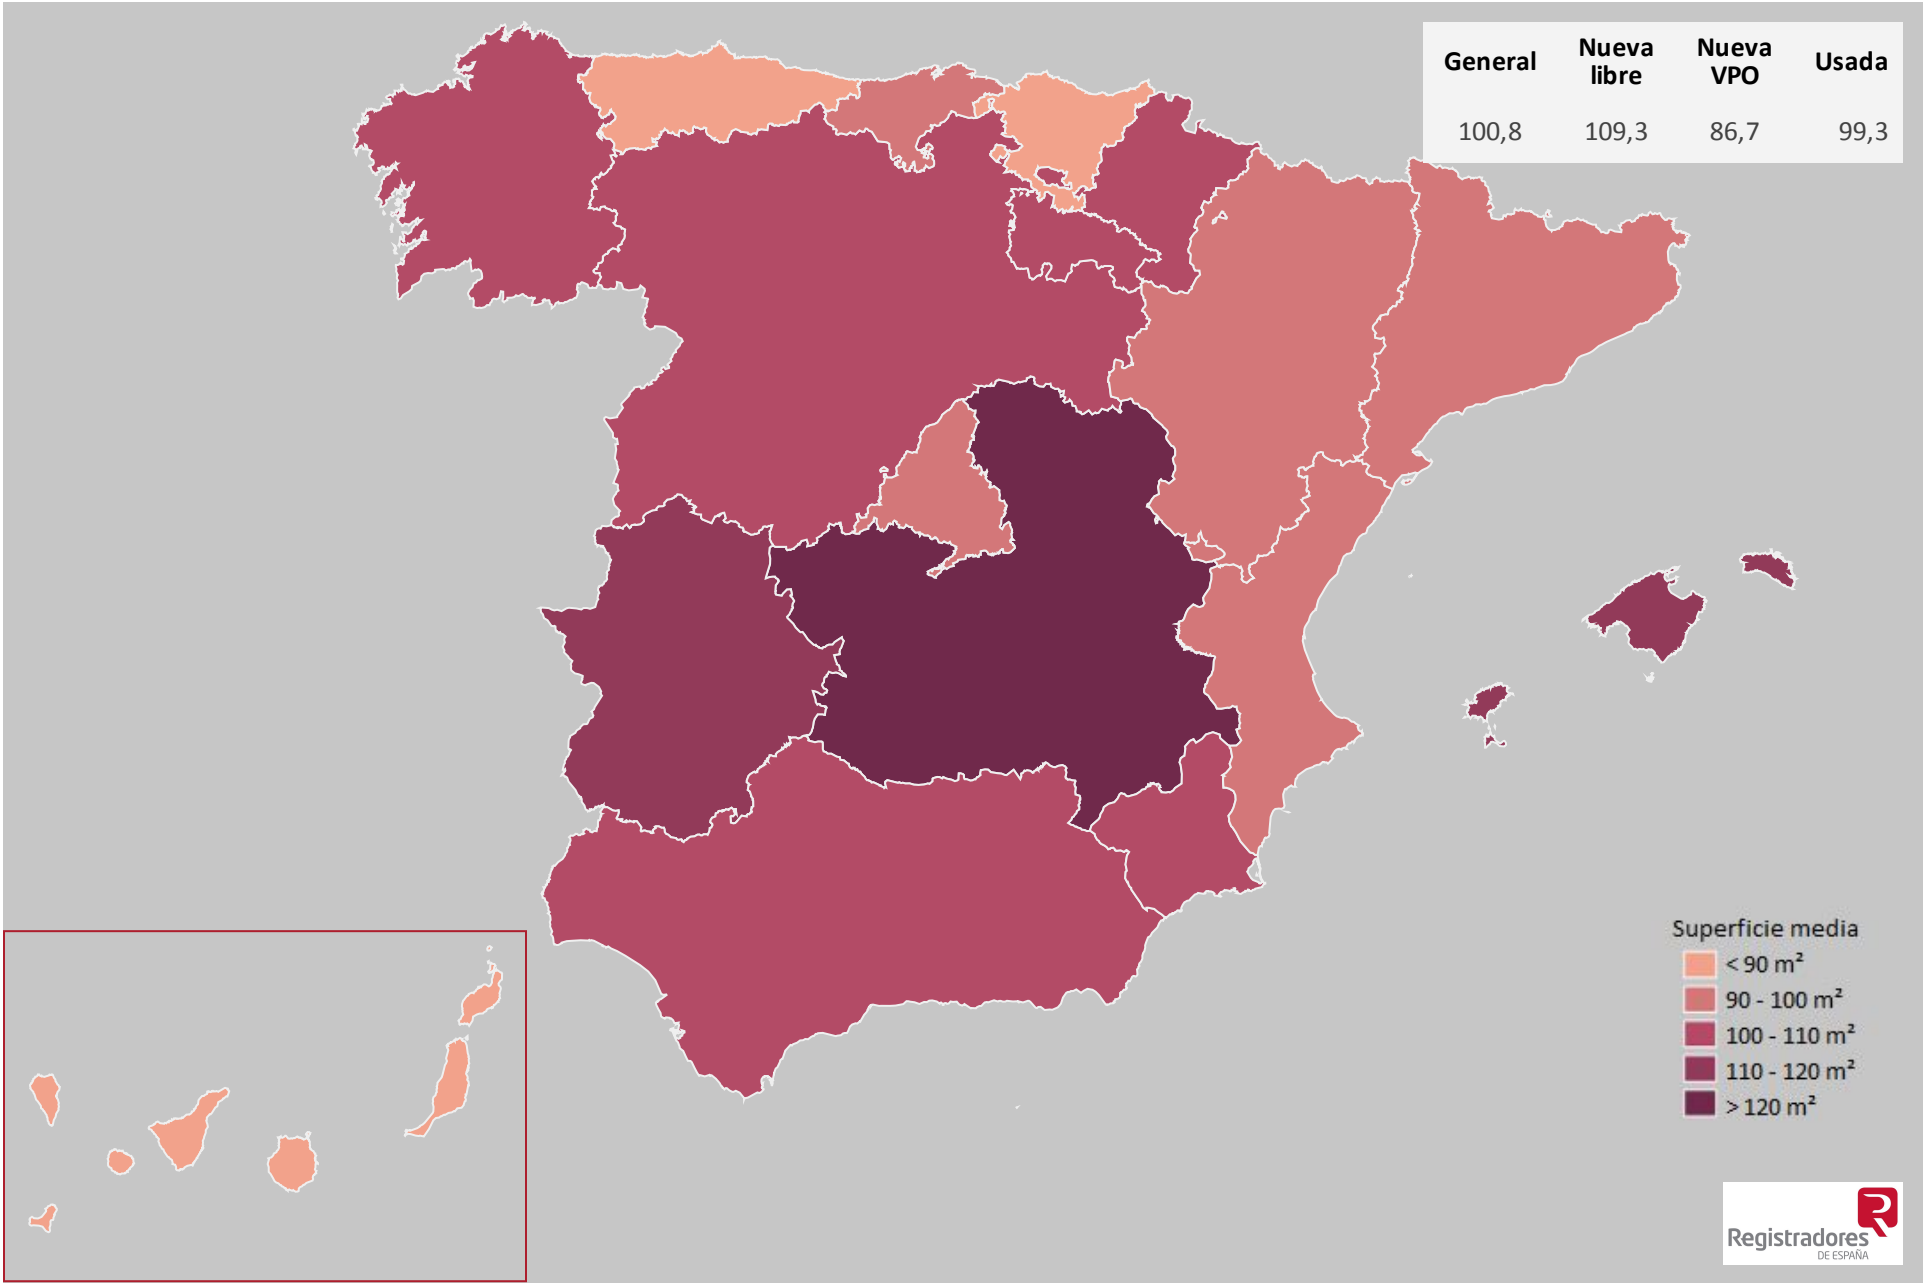 General Nueva libre Nueva VPO Usada
100,8 109,3 86,7 99,3
Superficie media
< 90 m²
90 - 100 m²
100 - 110 m²
110 - 120 m²
> 120 m²
Registradores
DE ESPAÑA